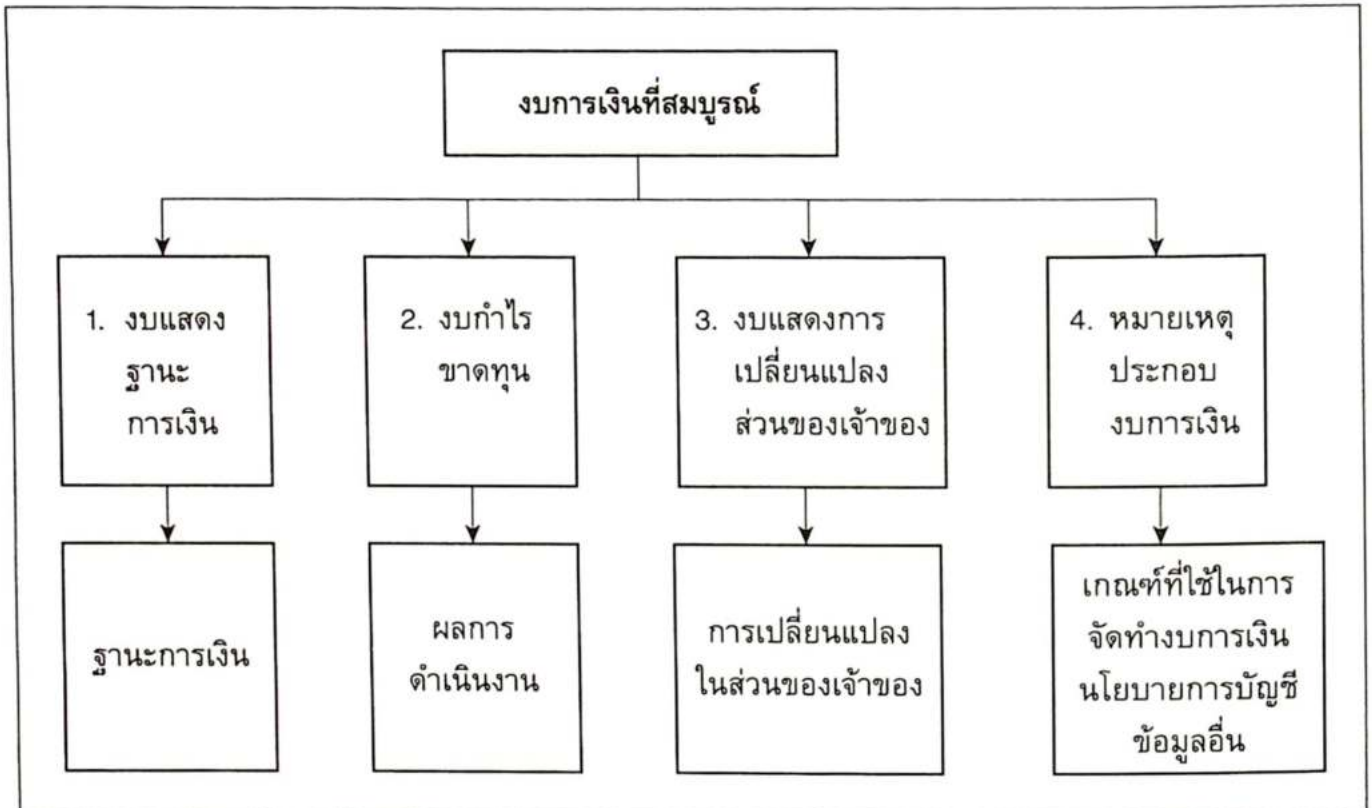 งบการเงินที่สมบูรณ์
1. งบแสดง
ฐานะ
การเงิน
2. งบกำไร
ขาดทุน
3. งบแสดงการ
เปลี่ยนแปลง
ส่วนของเจ้าของ
4. หมายเหตุ
ประกอบ
งบการเงิน
ฐานะการเงิน
ผลการ
ดำเนินงาน
การเปลี่ยนแปลง
ในส่วนของเจ้าของ
เกณฑ์ที่ใช้ในการ
จัดทำงบการเงิน
นโยบายการบัญชี
ข้อมูลอื่น